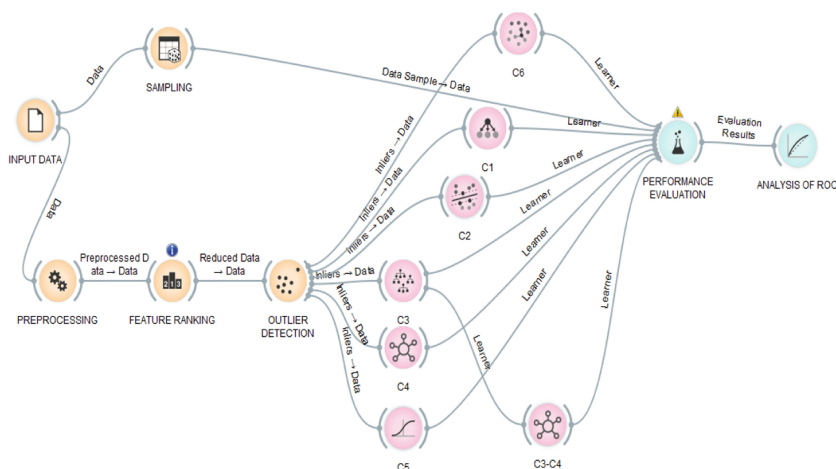 Data
SAMPLING
Data Sample → Data
C6
Learner
INPUT DATA
Inliers → Data
C1
Learner
Evaluation
Results
PERFORMANCE
EVALUATION
ANALYSIS OF ROC
Data
Inliers → Data
C2
Learner
Inliers → Data
Preprocessed D
ata → Data
Reduced Data
→ Data
Inliers → Data
C3
Learner
PREPROCESSING
213
FEATURE RANKING
OUTLIER
DETECTION
Inliers → Data
C4
Learner
Inliers → Data
C5
Learner
Learner
C3-C4
Learner